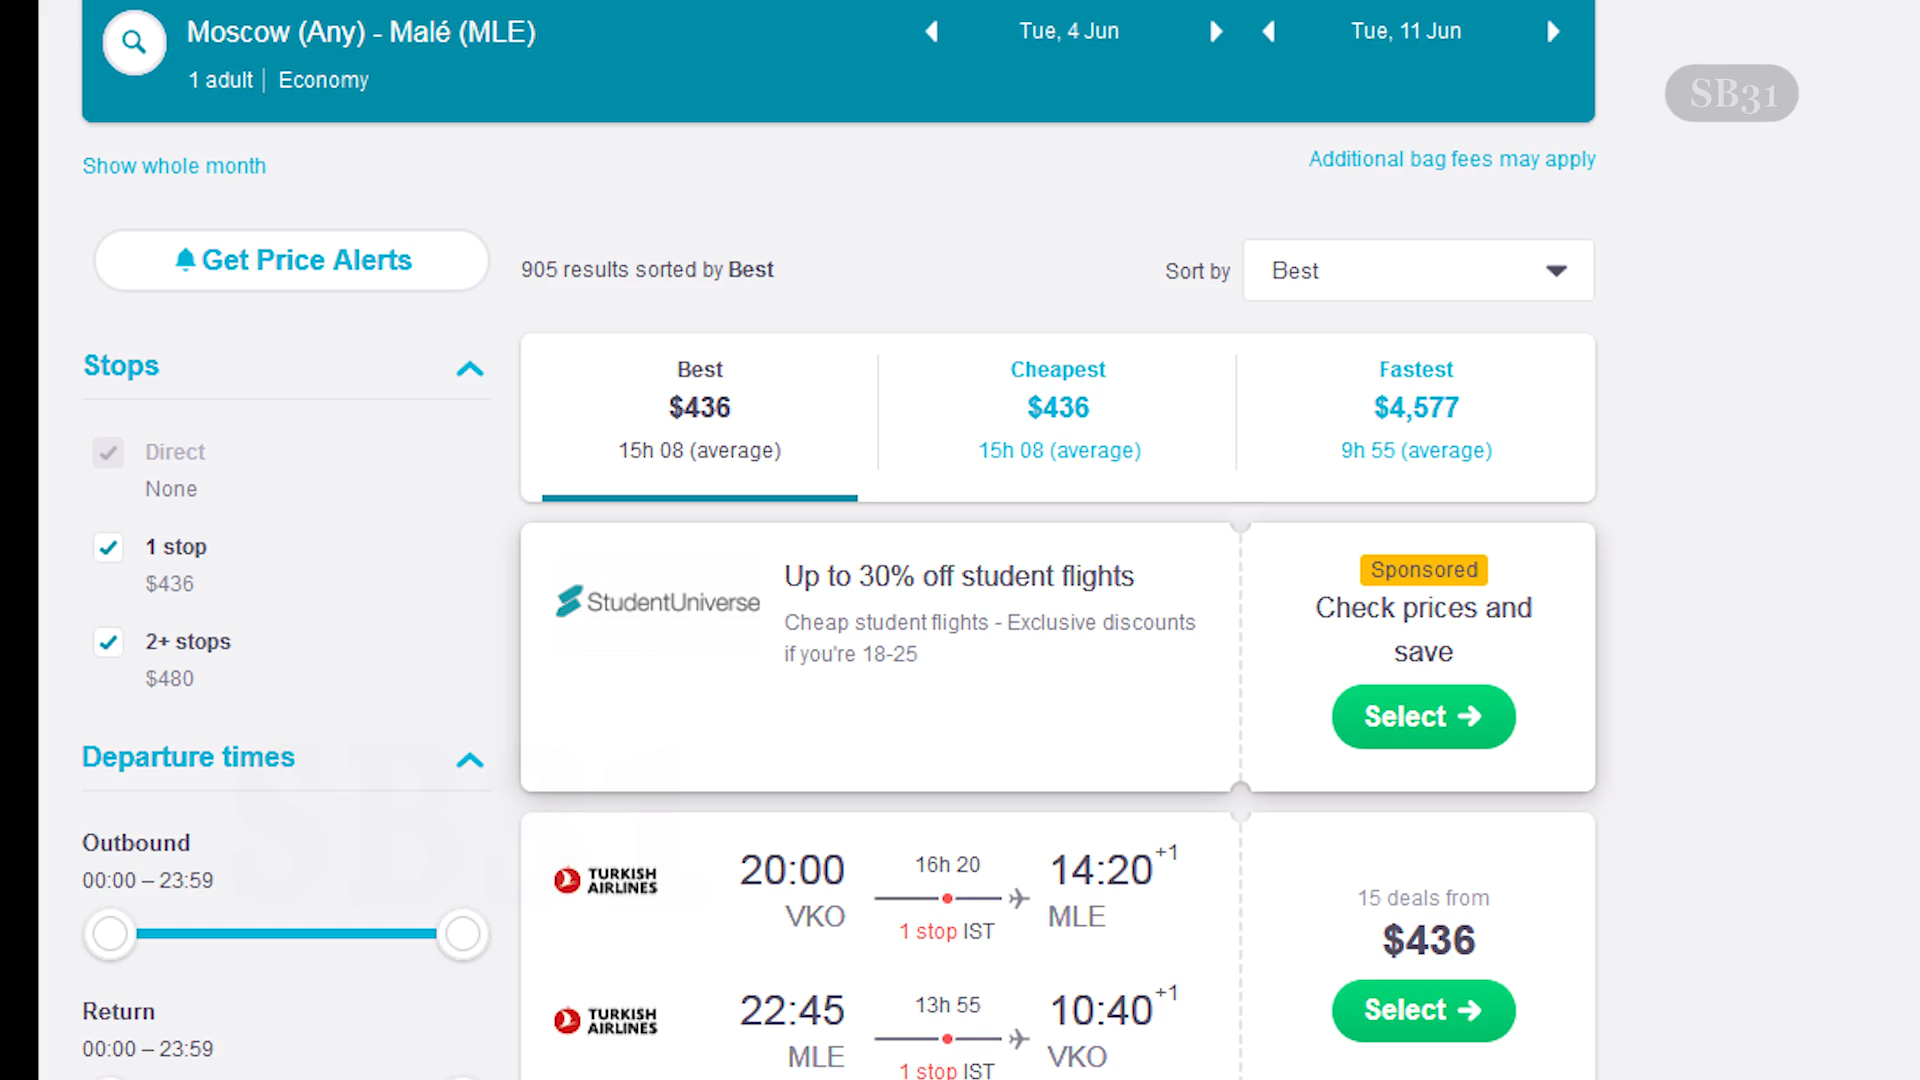 Moscow (Any) - Malé (MLE)
1 adult | Economy
Tue, 4 Jun
Tue, 11 Jun
SB31
Show whole month
Additional bag fees may apply
Get Price Alerts
905 results sorted by Best
Sort by
Best
Stops
Direct
None
1 stop
$436
2+ stops
$480
Departure times
Outbound
00:00 – 23:59
Return
00:00 – 23:59
Best
$436
15h 08 (average)
Cheapest
$436
15h 08 (average)
Fastest
$4,577
9h 55 (average)
StudentUniverse
Up to 30% off student flights
Cheap student flights - Exclusive discounts
if you're 18-25
Sponsored
Check prices and
save
Select
TURKISH
AIRLINES
20:00
VKO
16h 20
1 stop IST
14:20+1
MLE
TURKISH
AIRLINES
22:45
MLE
13h 55
1 stop IST
10:40+1
VKO
15 deals from
$436
Select
SB31